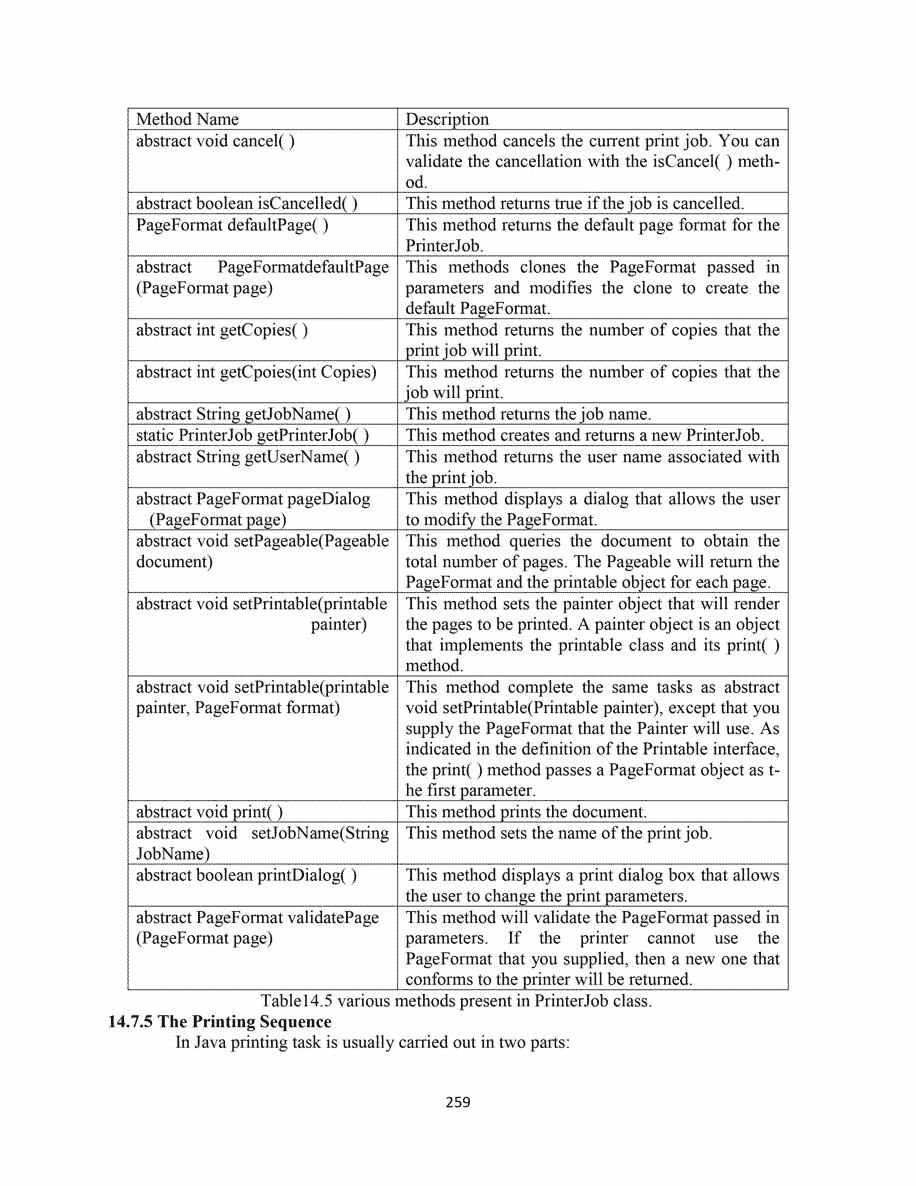 Method Name
Description
abstract void cancel( )
This method cancels the current print job. You can
validate the cancellation with the isCancel( ) meth-
od.
abstract boolean isCancelled( )
This method returns true if the job is cancelled.
PageFormat defaultPage( )
This method returns the default page format for the
PrinterJob.
abstract PageFormatdefaultPage
(PageFormat page)
This methods clones the PageFormat passed in
parameters and modifies the clone to create the
default PageFormat.
abstract int getCopies( )
This method returns the number of copies that the
print job will print.
abstract int getCpoies(int Copies)
This method returns the number of copies that the
job will print.
abstract String getJobName( )
This method returns the job name.
static PrinterJob getPrinterJob( )
This method creates and returns a new PrinterJob.
abstract String getUserName( )
This method returns the user name associated with
the print job.
abstract PageFormat pageDialog
(PageFormat page)
This method displays a dialog that allows the user
to modify the PageFormat.
abstract void setPageable(Pageable
document)
This method queries the document to obtain the
total number of pages. The Pageable will return the
PageFormat and the printable object for each page.
abstract void setPrintable(printable
painter)
This method sets the painter object that will render
the pages to be printed. A painter object is an object
that implements the printable class and its print( )
method.
abstract void setPrintable(printable
painter, PageFormat format)
This method complete the same tasks as abstract
void setPrintable(Printable painter), except that you
supply the PageFormat that the Painter will use. As
indicated in the definition of the Printable interface,
the print( ) method passes a PageFormat object as t-
he first parameter.
abstract void print( )
This method prints the document.
abstract void setJobName(String
JobName)
This method sets the name of the print job.
abstract boolean printDialog( )
This method displays a print dialog box that allows
the user to change the print parameters.
abstract PageFormat validatePage
(PageFormat page)
This method will validate the PageFormat passed in
parameters. If the printer cannot use the
PageFormat that you supplied, then a new one that
conforms to the printer will be returned.
Table14.5 various methods present in PrinterJob class.
14.7.5 The Printing Sequence
In Java printing task is usually carried out in two parts:
259